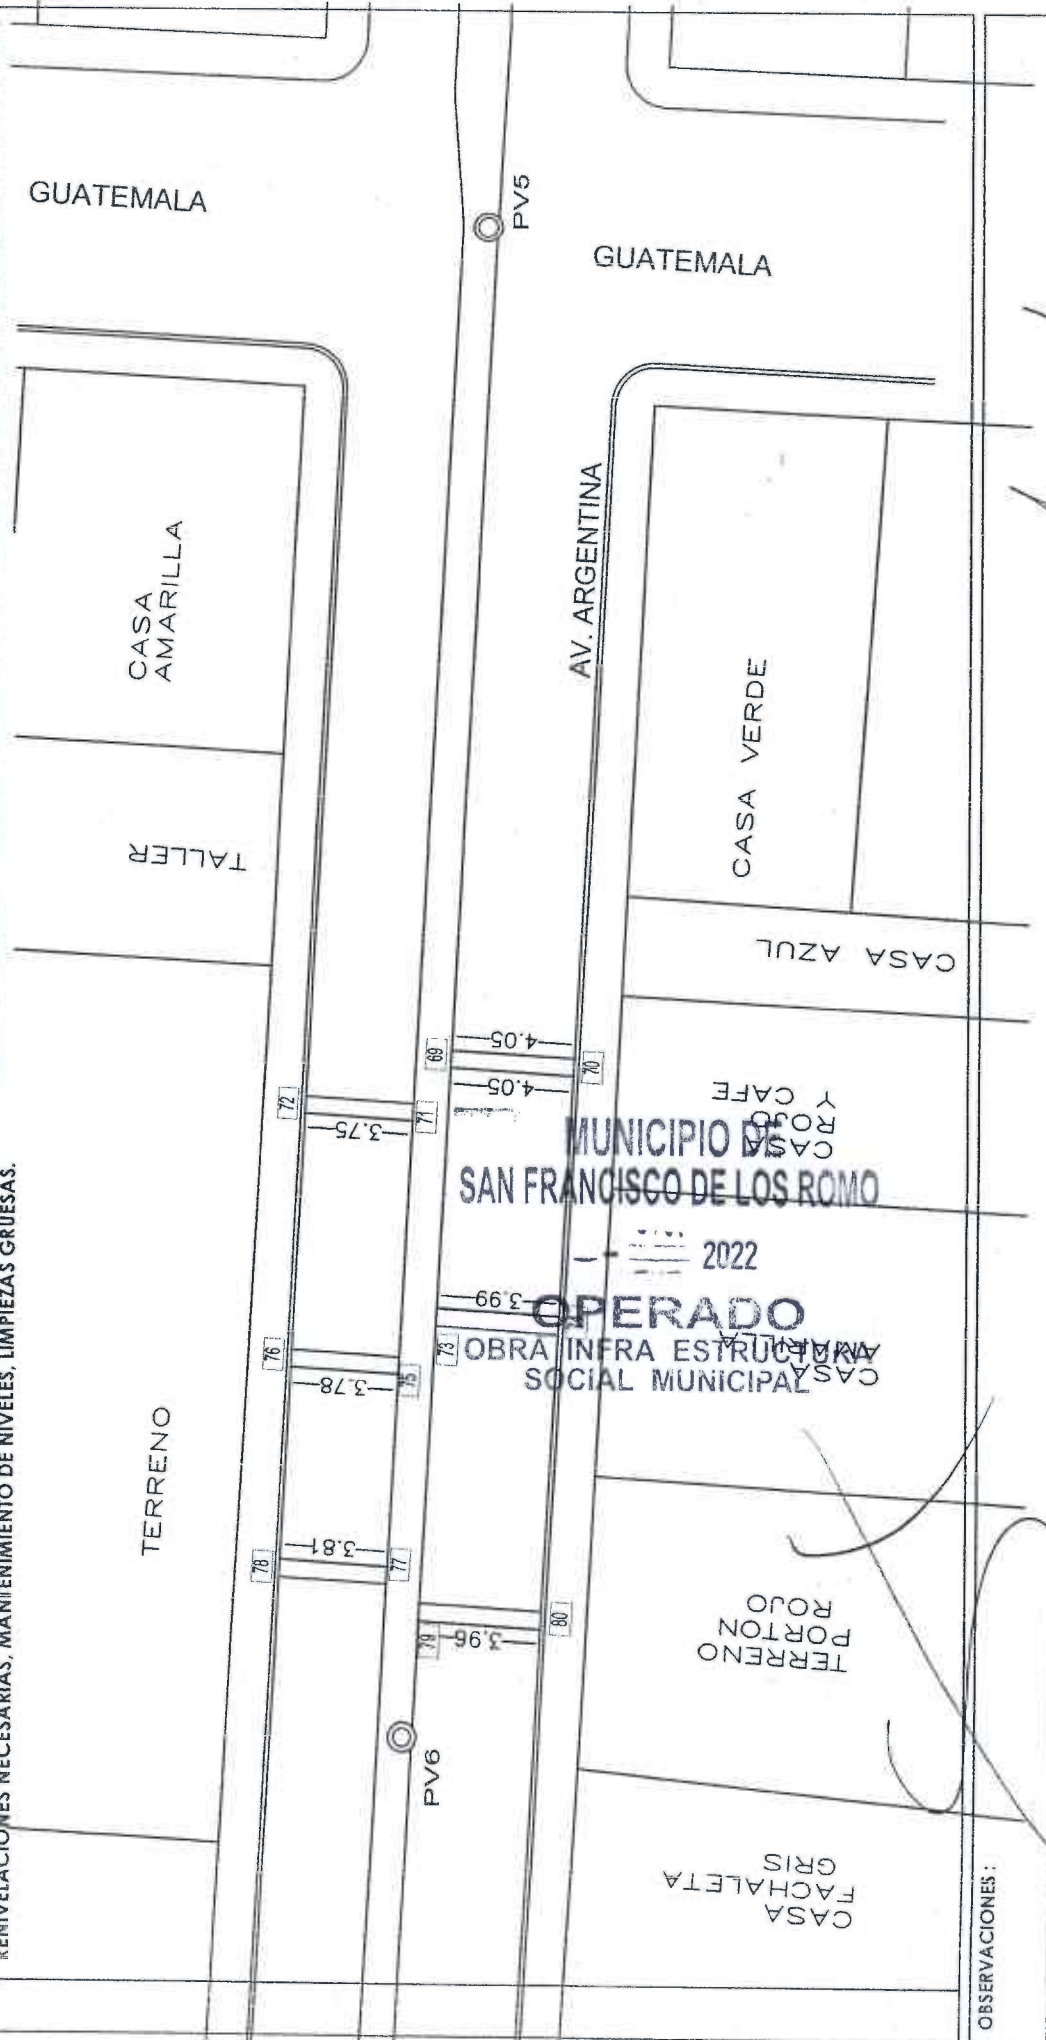 RENIVELACIONES NECESARIAS, MANTENIMIENTO DE NIVELES, LIMPIEZAS GRUESAS.
GUATEMALA
PV5
GUATEMALA
CASA
AMARILLA
AV. ARGENTINA
CASA VERDE
TALLER
CASA AZUL
69
4.05
4.05
70
72
3.75
71
CASA
ROJO
Y CAFE
MUNICIPIO DE
SAN FRANCISCO DE LOS ROMO
2022
OPERADO
OBRA INFRA ESTRUCTURA
SOCIAL MUNICIPAL
3.99
73
76
3.78
75
CASA
AMARILLA
TERRENO
78
3.81
77
79
3.96
80
TERRENO
PORTON
ROJO
PV6
CASA
FACHALETA
GRIS
OBSERVACIONES :